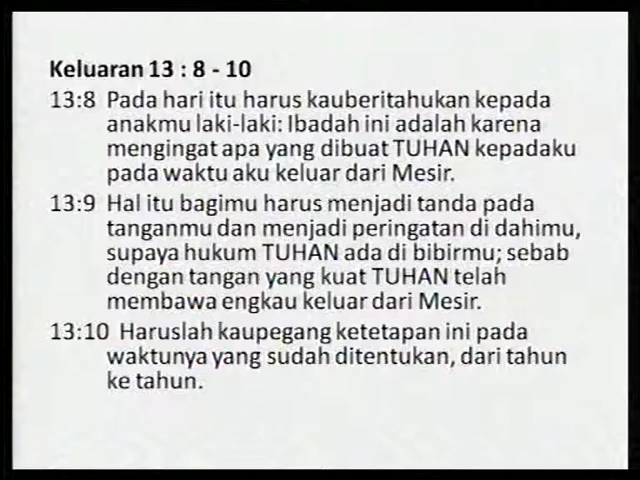 Keluaran 13 : 8 - 10
13:8 Pada hari itu harus kauberitahukan kepada
anakmu laki-laki: Ibadah ini adalah karena
mengingat apa yang dibuat TUHAN kepadaku
pada waktu aku keluar dari Mesir.
13:9 Hal itu bagimu harus menjadi tanda pada
tanganmu dan menjadi peringatan di dahimu,
supaya hukum TUHAN ada di bibirmu; sebab
dengan tangan yang kuat TUHAN telah
membawa engkau keluar dari Mesir.
13:10 Haruslah kaupegang ketetapan ini pada
waktunya yang sudah ditentukan, dari tahun
ke tahun.